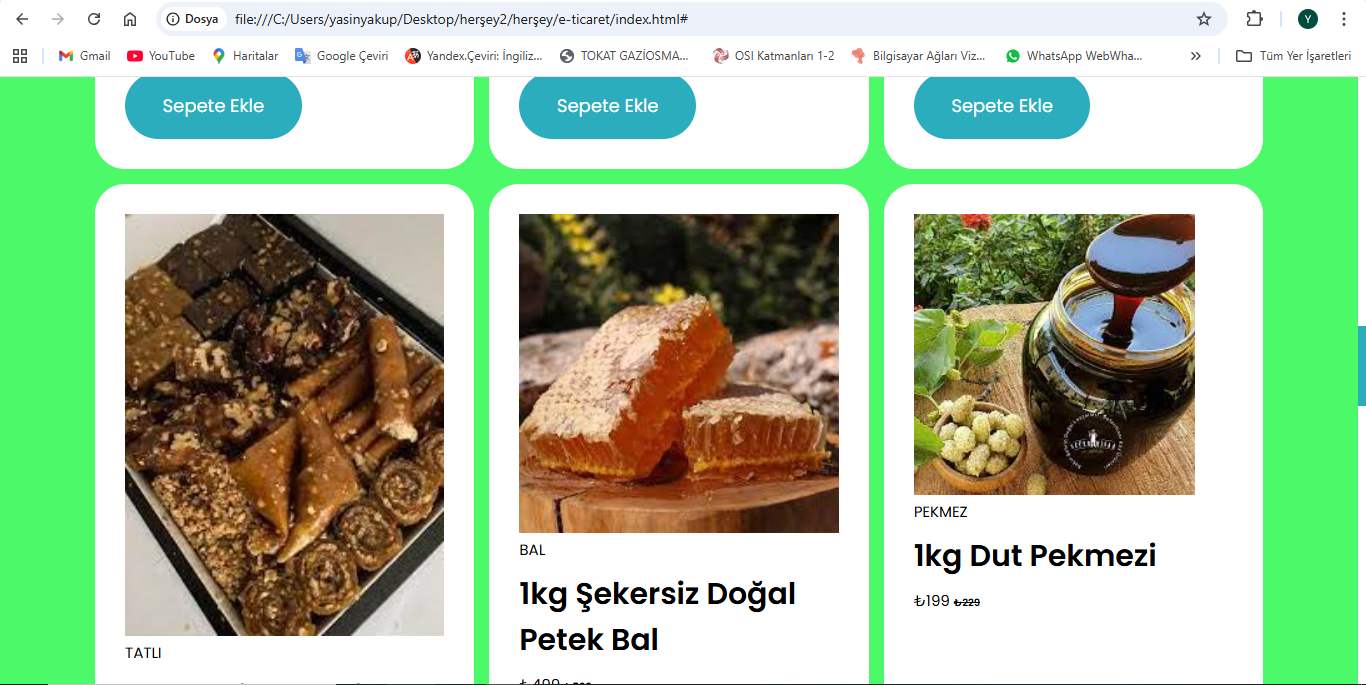 Dosya
file:///C:/Users/yasinyakup/Desktop/herşey2/herşey/e-ticaret/index.html#
Y
Gmail
YouTube
Haritalar
Google Çeviri
Yandex.Çeviri: İngiliz...
TOKAT GAZİOSMA...
OSI Katmanları 1-2
Bilgisayar Ağları Viz...
WhatsApp WebWha...
Tüm Yer İşaretleri
Sepete Ekle
Sepete Ekle
Sepete Ekle
TATLI
BAL
1kg Şekersiz Doğal
Petek Bal
PEKMEZ
1kg Dut Pekmezi
₺199 ₺229